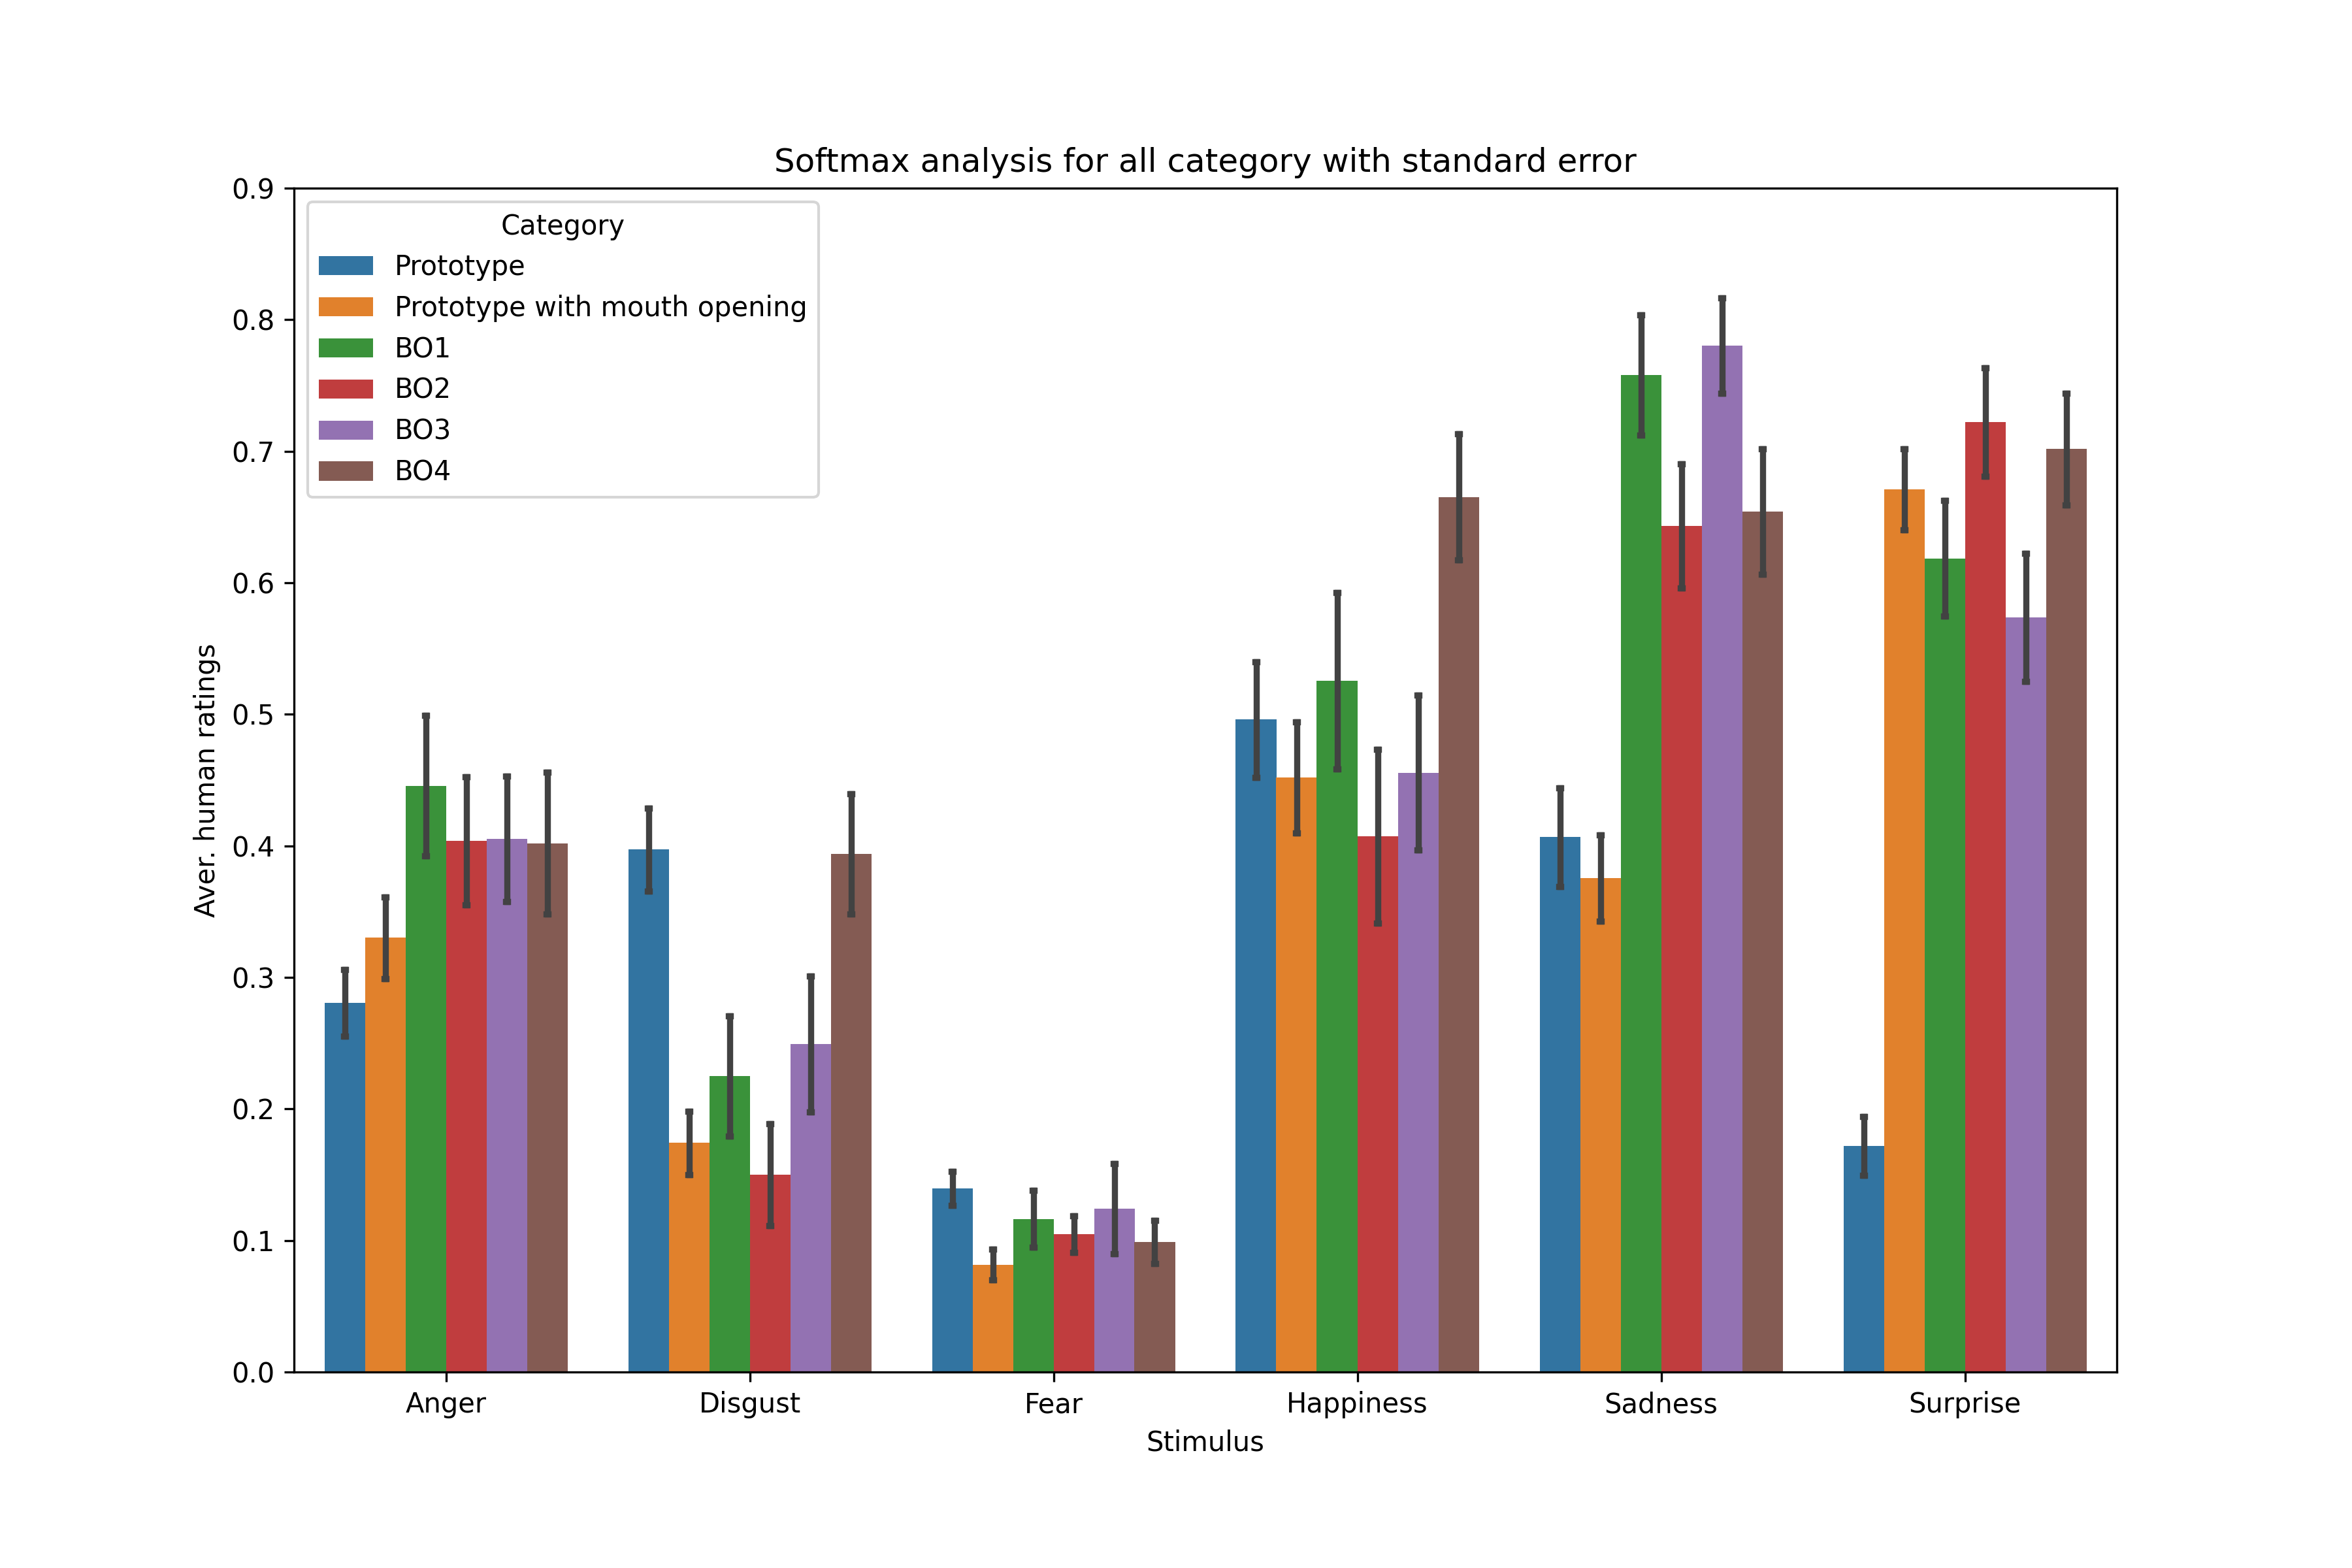 Softmax analysis for all category with standard error
0.9
0.8
0.7
0.6
0.5
0.4
0.3
0.2
0.1
0.0
Aver. human ratings
Category
Prototype
Prototype with mouth opening
BO1
BO2
BO3
BO4
Anger
Disgust
Fear
Happiness
Sadness
Surprise
Stimulus